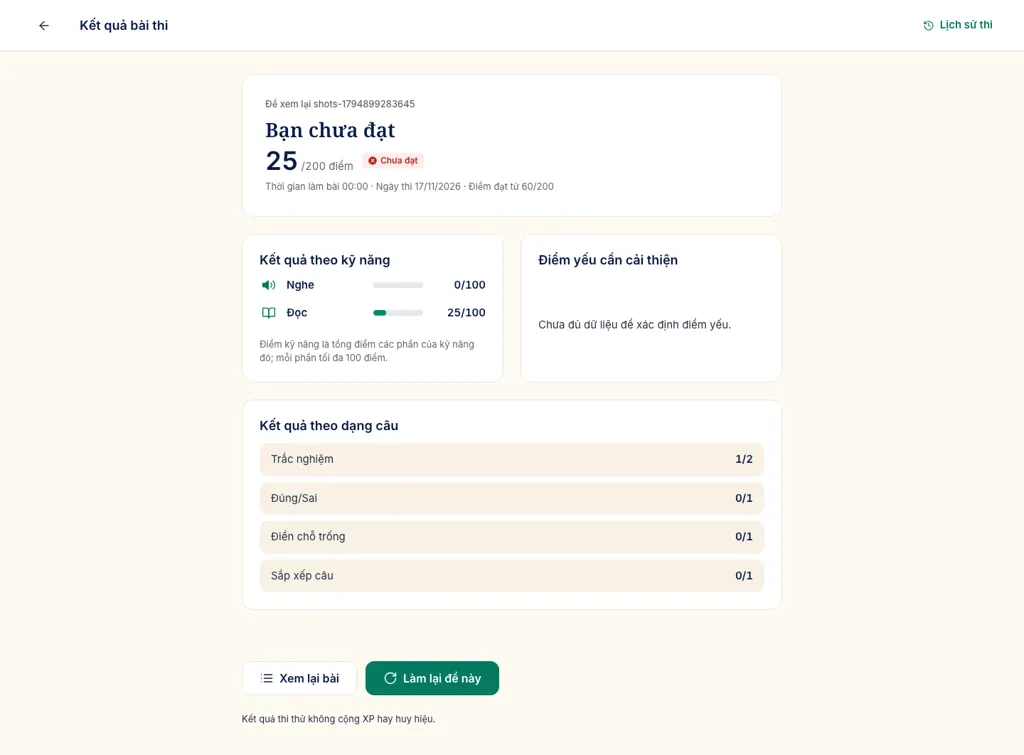 Kết quả bài thi
Lịch sử thi
Đề xem lại shots-1794899283645
Bạn chưa đạt
25 /200 điểm
Chưa đạt
Thời gian làm bài 00:00 · Ngày thi 17/11/2026 · Điểm đạt từ 60/200
Kết quả theo kỹ năng
Nghe 0/100
Đọc 25/100
Điểm kỹ năng là tổng điểm các phần của kỹ năng
đó; mỗi phần tối đa 100 điểm.
Điểm yếu cần cải thiện
Chưa đủ dữ liệu để xác định điểm yếu.
Kết quả theo dạng câu
Trắc nghiệm 1/2
Đúng/Sai 0/1
Điền chỗ trống 0/1
Sắp xếp câu 0/1
Xem lại bài
Làm lại đề này
Kết quả thi thử không cộng XP hay huy hiệu.